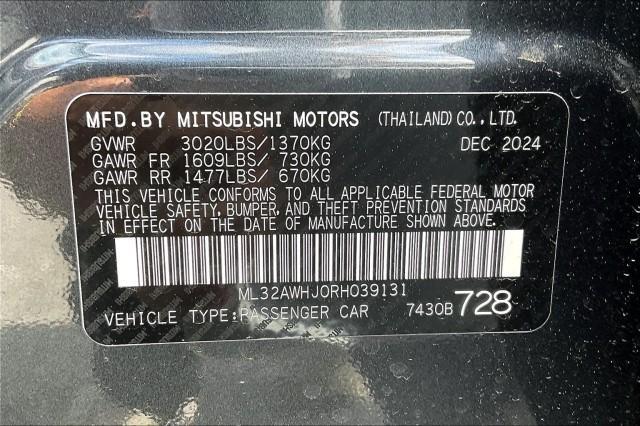 MFD.BY MITSUBISHI MOTORS (THAILAND) CO.,LTD.
GVWR 3020LBS/1370KG DEC 2024
GAWR FR 1609LBS/ 730KG
GAWR RR 1477LBS/ 670KG
THIS VEHICLE CONFORMS TO ALL APPLICABLE FEDERAL MOTOR
VEHICLE SAFETY, BUMPER, AND THEFT PREVENTION STANDARDS
IN EFFECT ON THE DATE OF MANUFACTURE SHOWN ABOVE.
ML32AWHJ0RH039131
VEHICLE TYPE:PASSENGER CAR 7430B 728